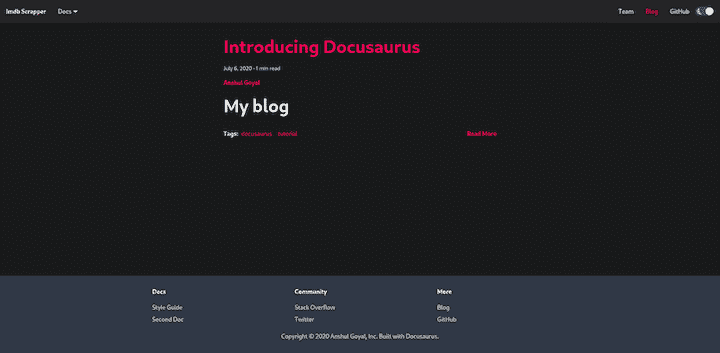 Imdb Scrapper Docs Team Blog GitHub
Introducing Docusaurus
July 6, 2020 · 1 min read
Anshul Goyal
My blog
Tags: docusaurus tutorial Read More
Docs Community More
Style Guide Stack Overflow Blog
Second Doc Twitter GitHub
Copyright © 2020 Anshul Goyal, Inc. Built with Docusaurus.